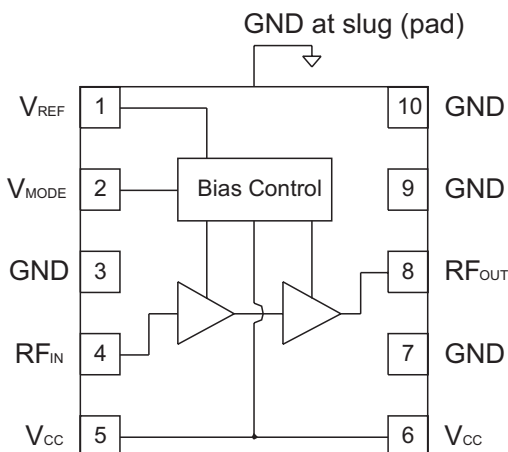 GND at slug (pad)
VREF 1 10 GND
VMODE 2 Bias Control 9 GND
GND 3 8 RFOUT
RFIN 4 7 GND
VCC 5 6 VCC